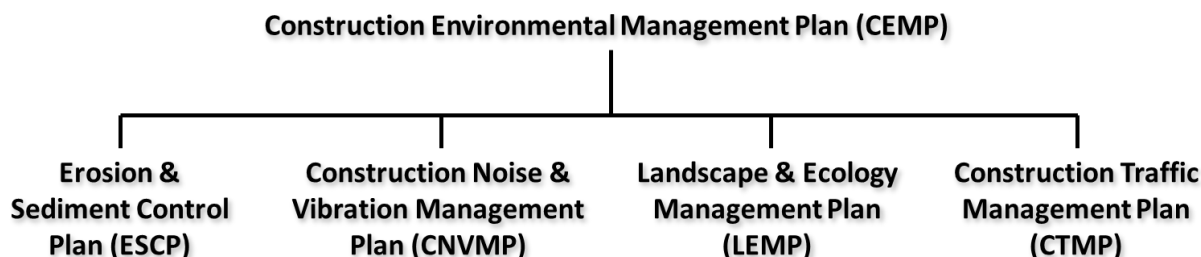 Construction Environmental Management Plan (CEMP)
Erosion &
Sediment Control
Plan (ESCP)
Construction Noise &
Vibration Management
Plan (CNVMP)
Landscape & Ecology
Management Plan
(LEMP)
Construction Traffic
Management Plan
(CTMP)